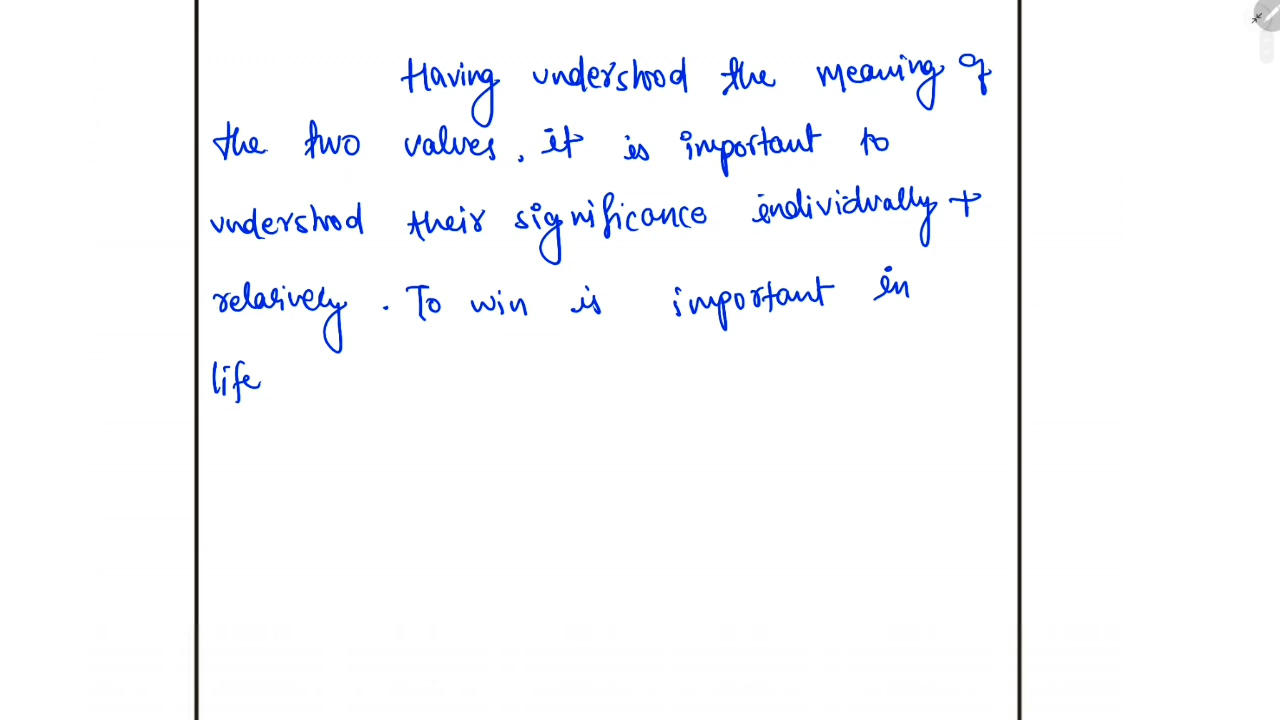 Having understood the meaning of
the two values, it is important to
understood their significance individually +
relatively. To win is important in
life